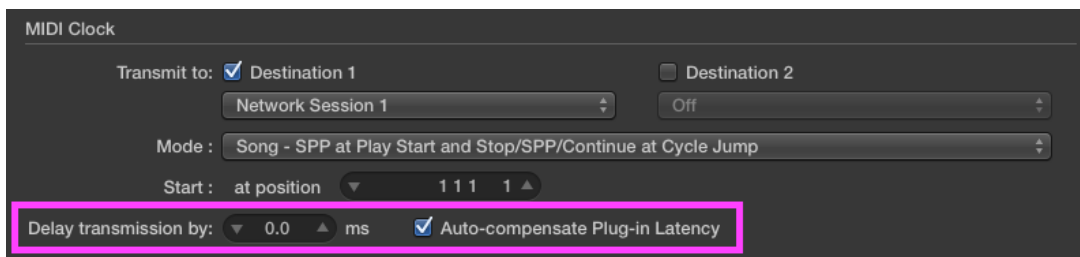 MIDI Clock
Transmit to: Destination 1 Destination 2
Network Session 1 Off
Mode : Song - SPP at Play Start and Stop/SPP/Continue at Cycle Jump
Start : at position 1 1 1 1
Delay transmission by: 0.0 ms Auto-compensate Plug-in Latency